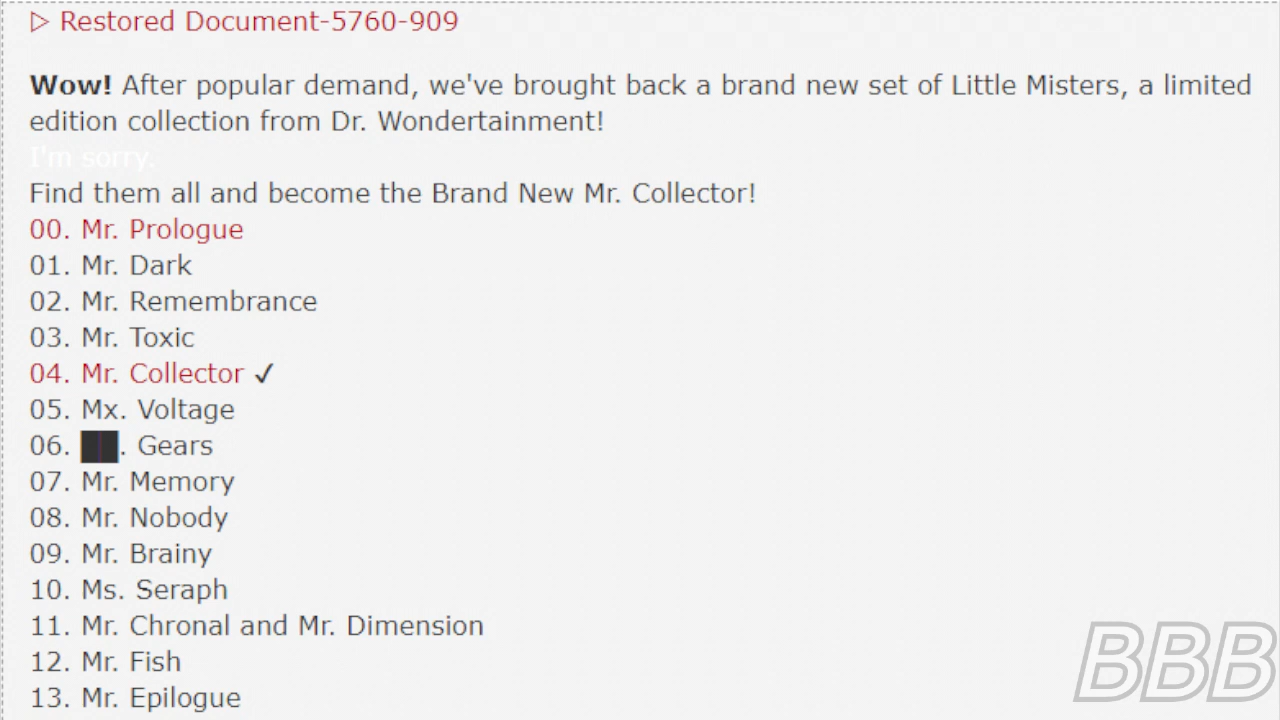 ▷ Restored Document-5760-909
Wow! After popular demand, we've brought back a brand new set of Little Misters, a limited
edition collection from Dr. Wondertainment!
I'm sorry.
Find them all and become the Brand New Mr. Collector!
00. Mr. Prologue
01. Mr. Dark
02. Mr. Remembrance
03. Mr. Toxic
04. Mr. Collector ✓
05. Mx. Voltage
06. ██. Gears
07. Mr. Memory
08. Mr. Nobody
09. Mr. Brainy
10. Ms. Seraph
11. Mr. Chronal and Mr. Dimension
12. Mr. Fish
13. Mr. Epilogue
BBB